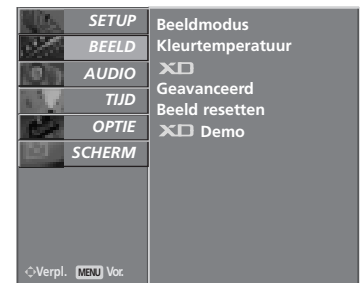 SETUP
BEELD
AUDIO
TIJD
OPTIE
SCHERM
Verpl. MENU Vor.
Beeldmodus
Kleurtemperatuur
XD
Geavanceerd
Beeld resetten
XD Demo